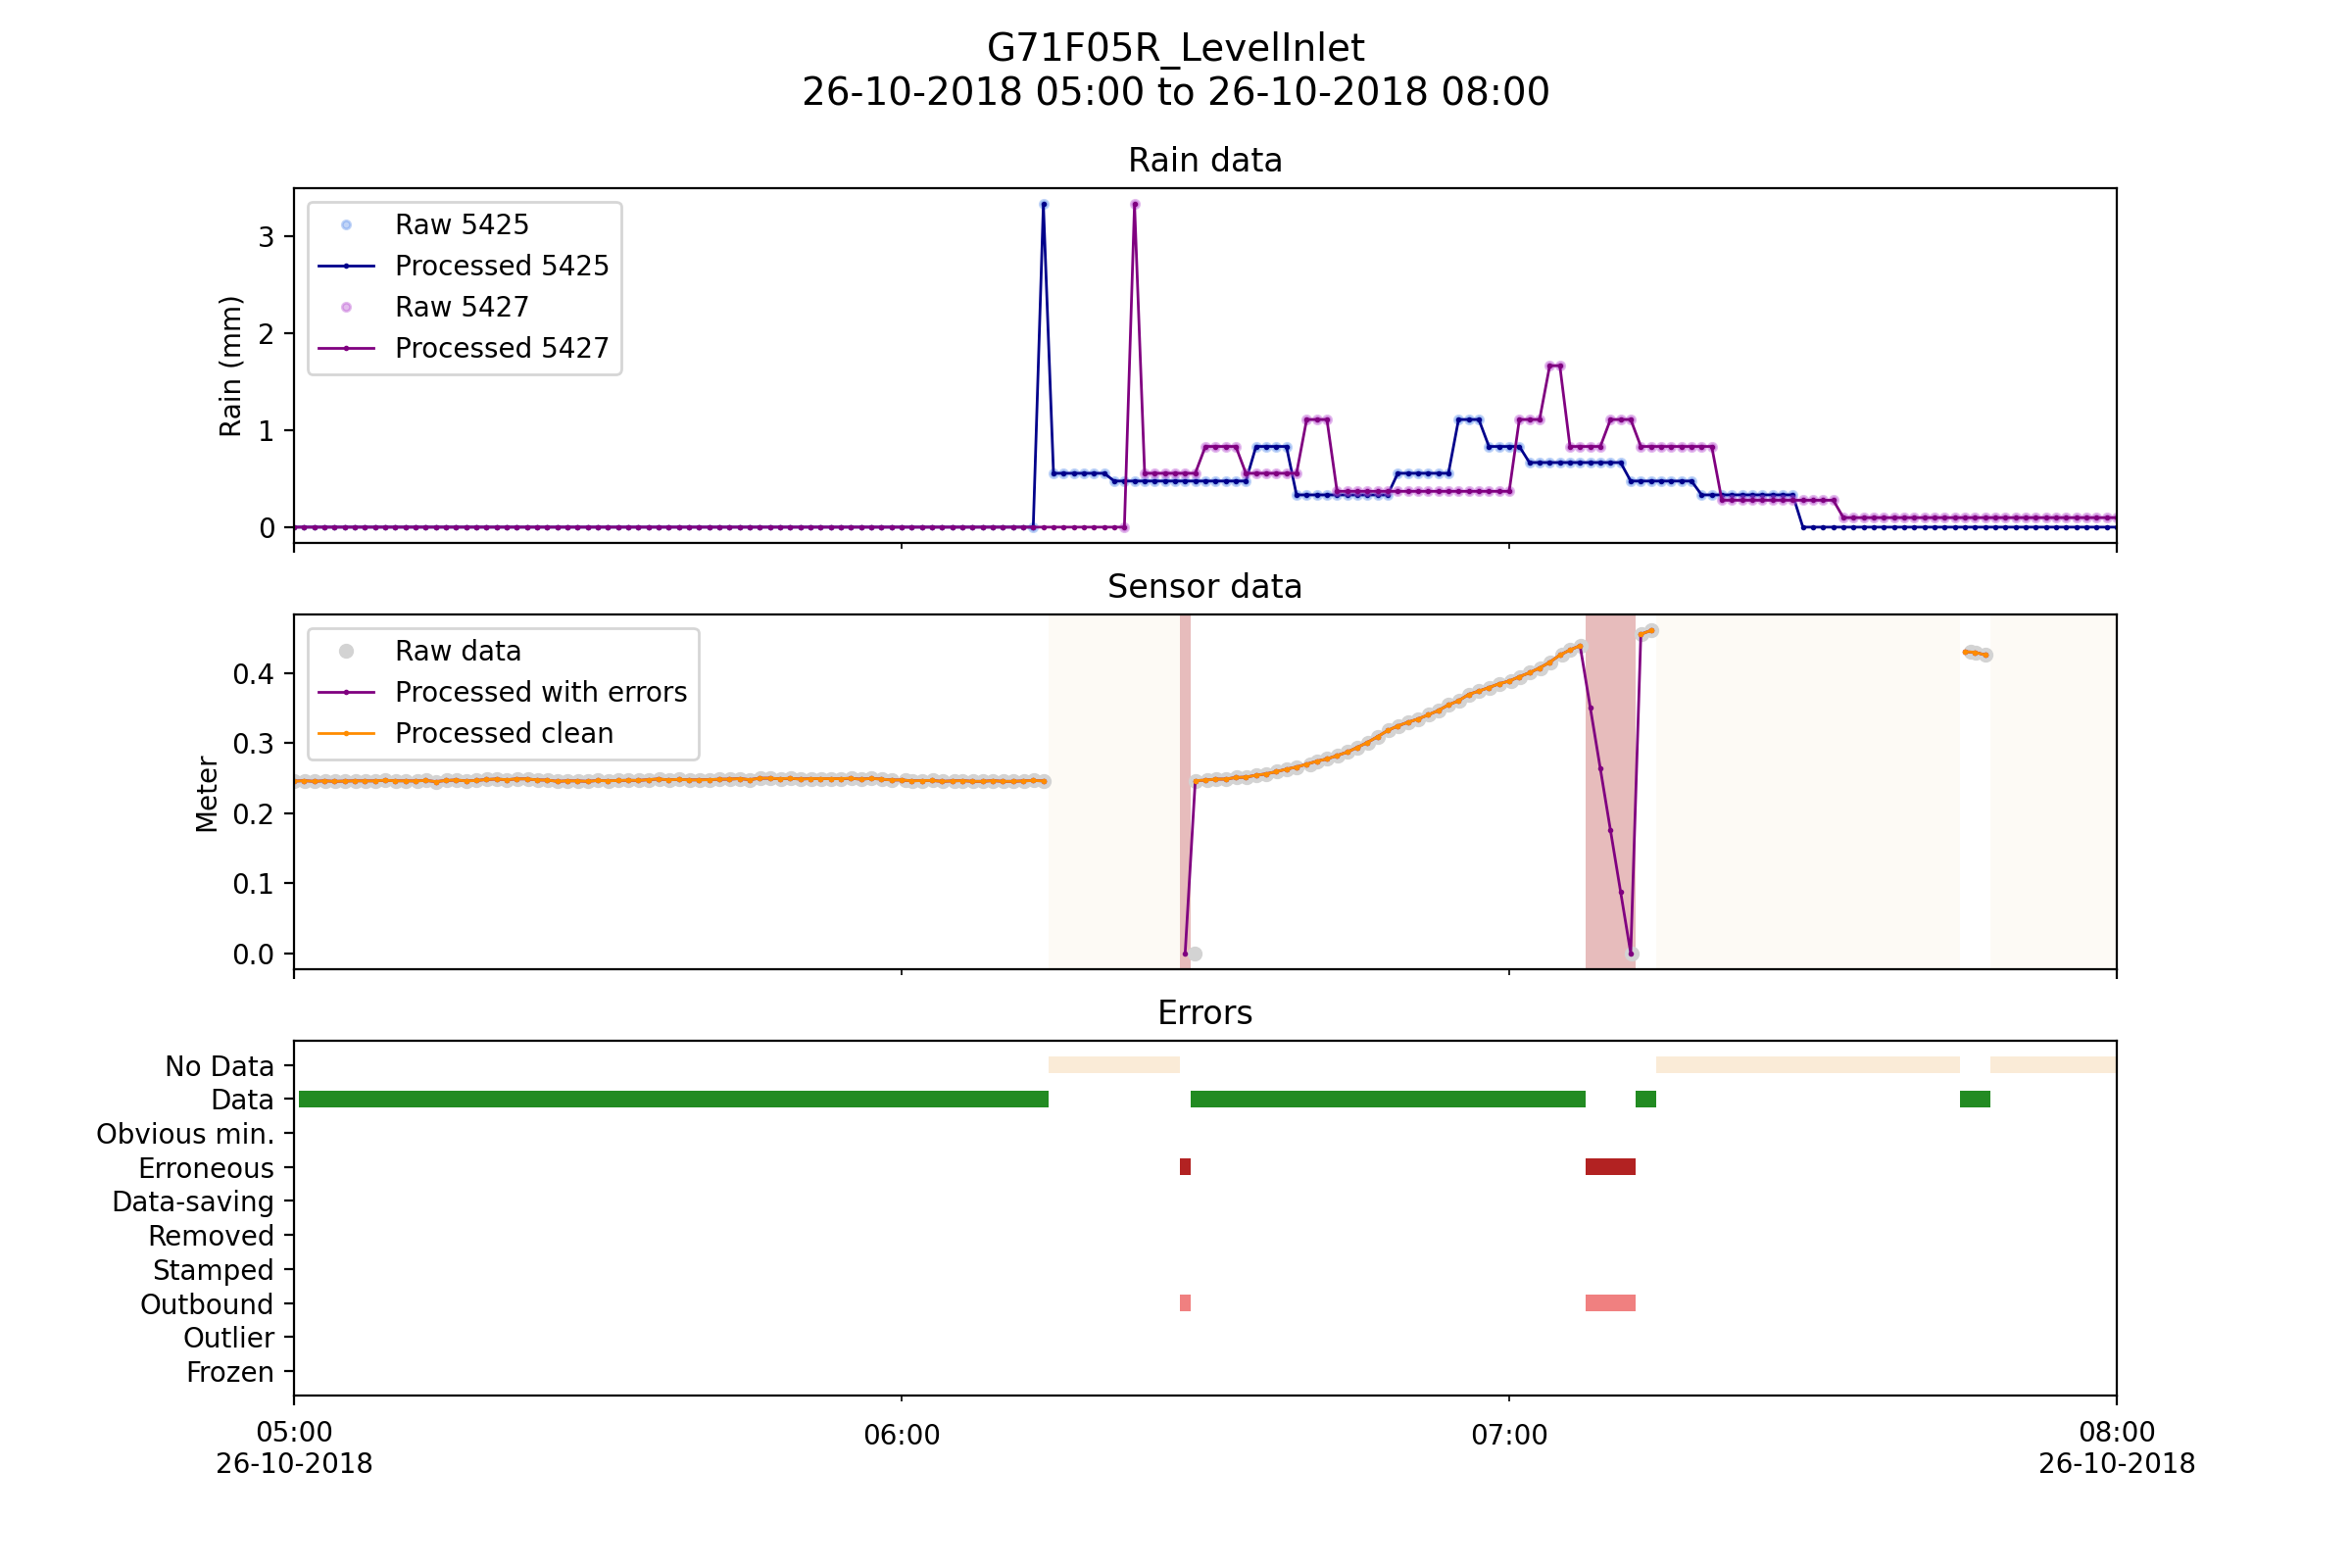 G71F05R_LevelInlet
26-10-2018 05:00 to 26-10-2018 08:00
Rain data
Rain (mm)
3
2
1
0
Raw 5425
Processed 5425
Raw 5427
Processed 5427
Sensor data
Meter
0.4
0.3
0.2
0.1
0.0
Raw data
Processed with errors
Processed clean
Errors
No Data
Data
Obvious min.
Erroneous
Data-saving
Removed
Stamped
Outbound
Outlier
Frozen
05:00
26-10-2018
06:00
07:00
08:00
26-10-2018